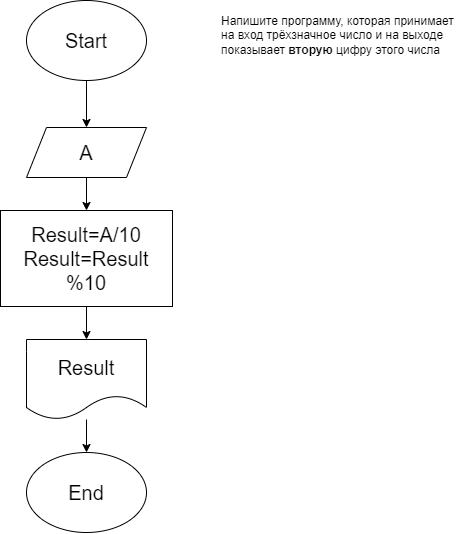 Start
Напишите программу, которая принимает
на вход трёхзначное число и на выходе
показывает вторую цифру этого числа
A
Result=A/10
Result=Result
%10
Result
End